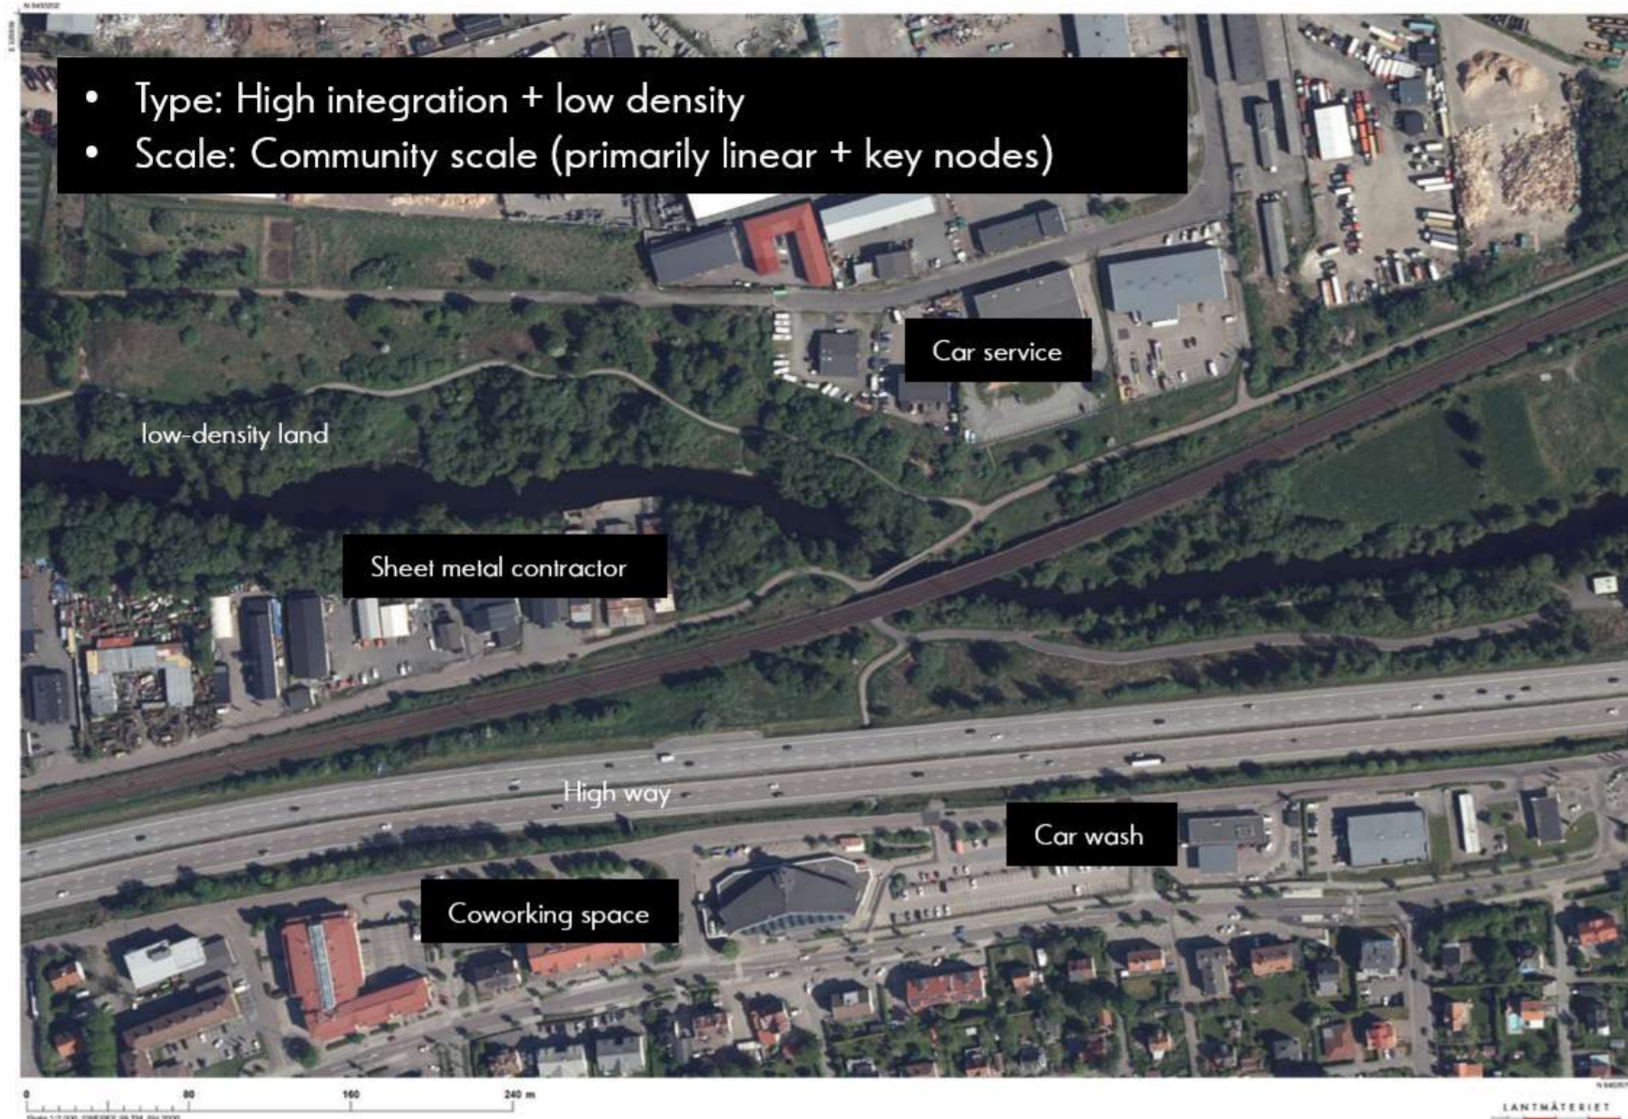 • Type: High integration + low density
• Scale: Community scale (primarily linear + key nodes)
Car service
low-density land
Sheet metal contractor
High way
Car wash
Coworking space
0 80 160 240 m
LANTMÄTERIET